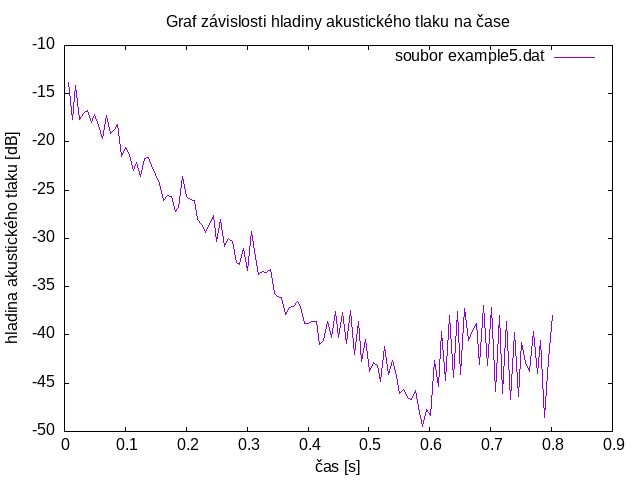 Graf závislosti hladiny akustického tlaku na čase
soubor example5.dat
hladina akustického tlaku [dB]
-10
-15
-20
-25
-30
-35
-40
-45
-50
0 0.1 0.2 0.3 0.4 0.5 0.6 0.7 0.8 0.9
čas [s]